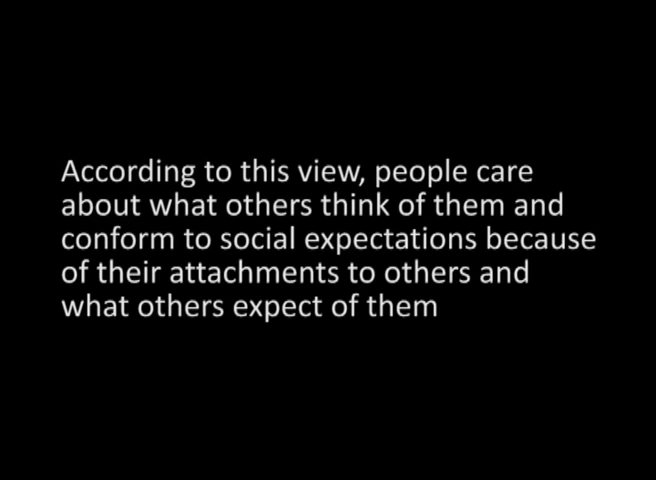 According to this view, people care
about what others think of them and
conform to social expectations because
of their attachments to others and
what others expect of them